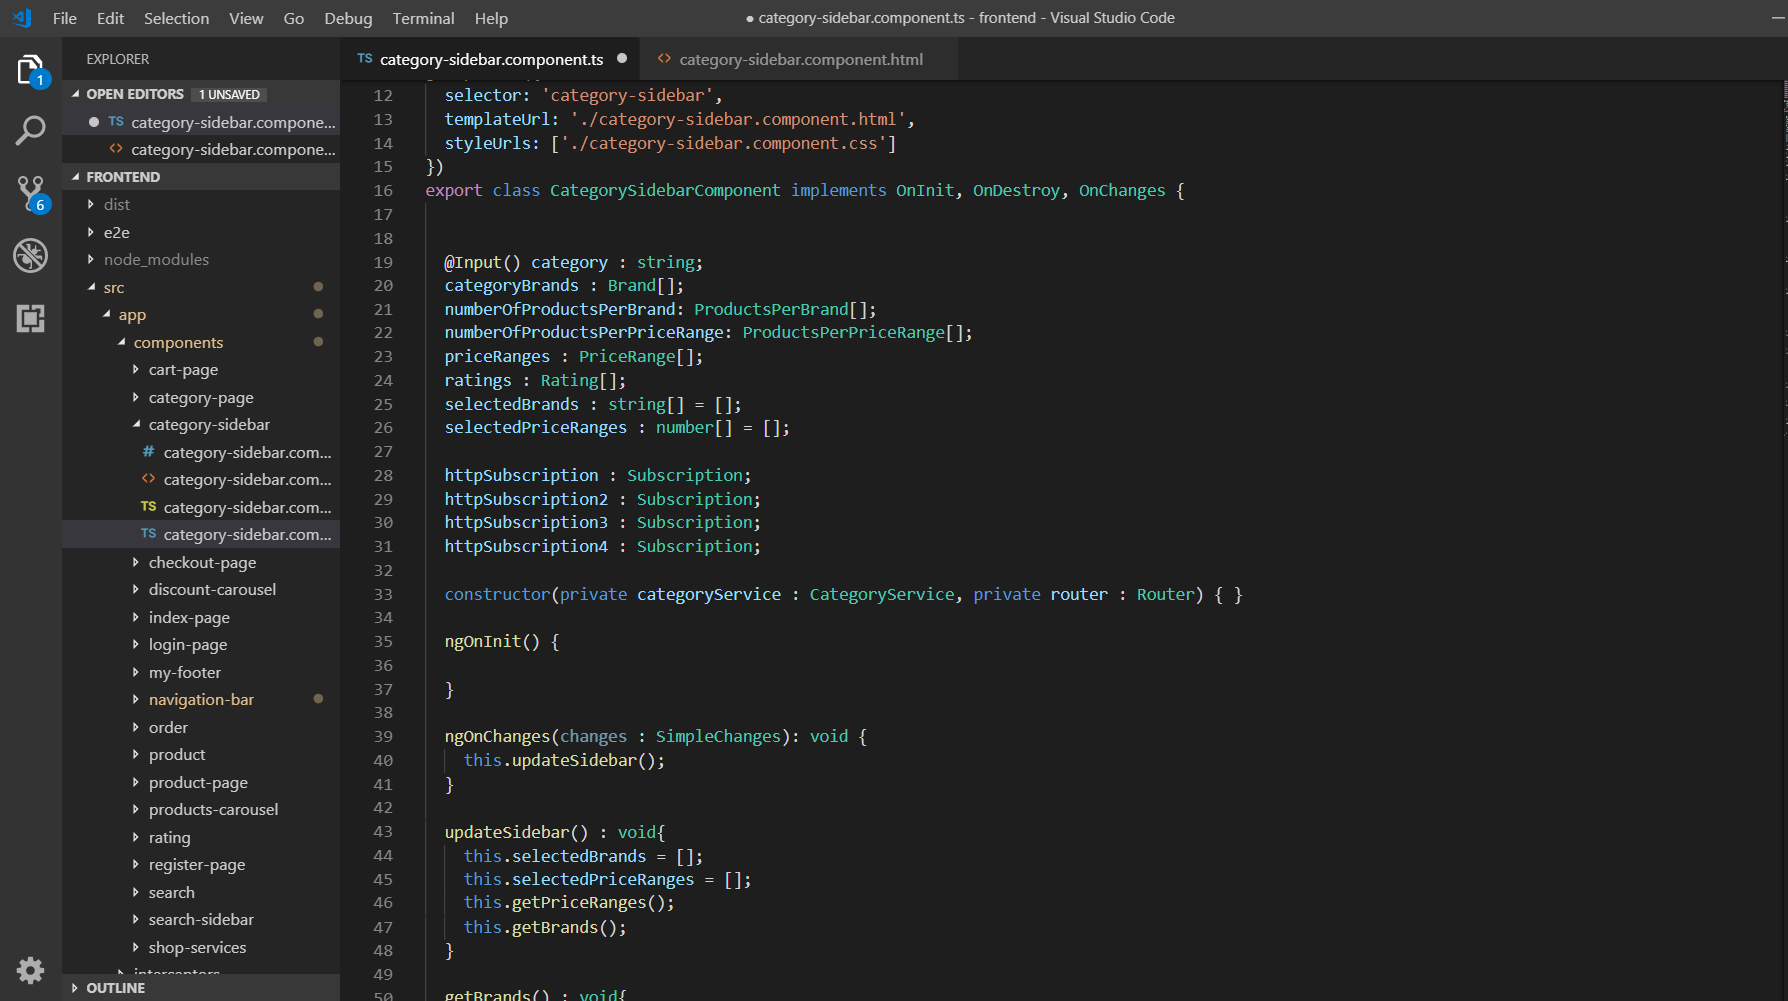 File Edit Selection View Go Debug Terminal Help
● category-sidebar.component.ts - frontend - Visual Studio Code
EXPLORER
OPEN EDITORS 1 UNSAVED
TS category-sidebar.compone...
<> category-sidebar.compone...
FRONTEND
dist
e2e
node_modules
src
app
components
cart-page
category-page
category-sidebar
# category-sidebar.com...
<> category-sidebar.com...
TS category-sidebar.com...
TS category-sidebar.com...
checkout-page
discount-carousel
index-page
login-page
my-footer
navigation-bar
order
product
product-page
products-carousel
rating
register-page
search
search-sidebar
shop-services
interceptors
OUTLINE
1
6
TS category-sidebar.component.ts ●
<> category-sidebar.component.html
12 selector: 'category-sidebar',
13 templateUrl: './category-sidebar.component.html',
14 styleUrls: ['./category-sidebar.component.css']
15 })
16 export class CategorySidebarComponent implements OnInit, OnDestroy, OnChanges {
17
18
19 @Input() category : string;
20 categoryBrands : Brand[];
21 numberOfProductsPerBrand: ProductsPerBrand[];
22 numberOfProductsPerPriceRange: ProductsPerPriceRange[];
23 priceRanges : PriceRange[];
24 ratings : Rating[];
25 selectedBrands : string[] = [];
26 selectedPriceRanges : number[] = [];
27
28 httpSubscription : Subscription;
29 httpSubscription2 : Subscription;
30 httpSubscription3 : Subscription;
31 httpSubscription4 : Subscription;
32
33 constructor(private categoryService : CategoryService, private router : Router) { }
34
35 ngOnInit() {
36
37 }
38
39 ngOnChanges(changes : SimpleChanges): void {
40 this.updateSidebar();
41 }
42
43 updateSidebar() : void{
44 this.selectedBrands = [];
45 this.selectedPriceRanges = [];
46 this.getPriceRanges();
47 this.getBrands();
48 }
49
50 getBrands() : void{